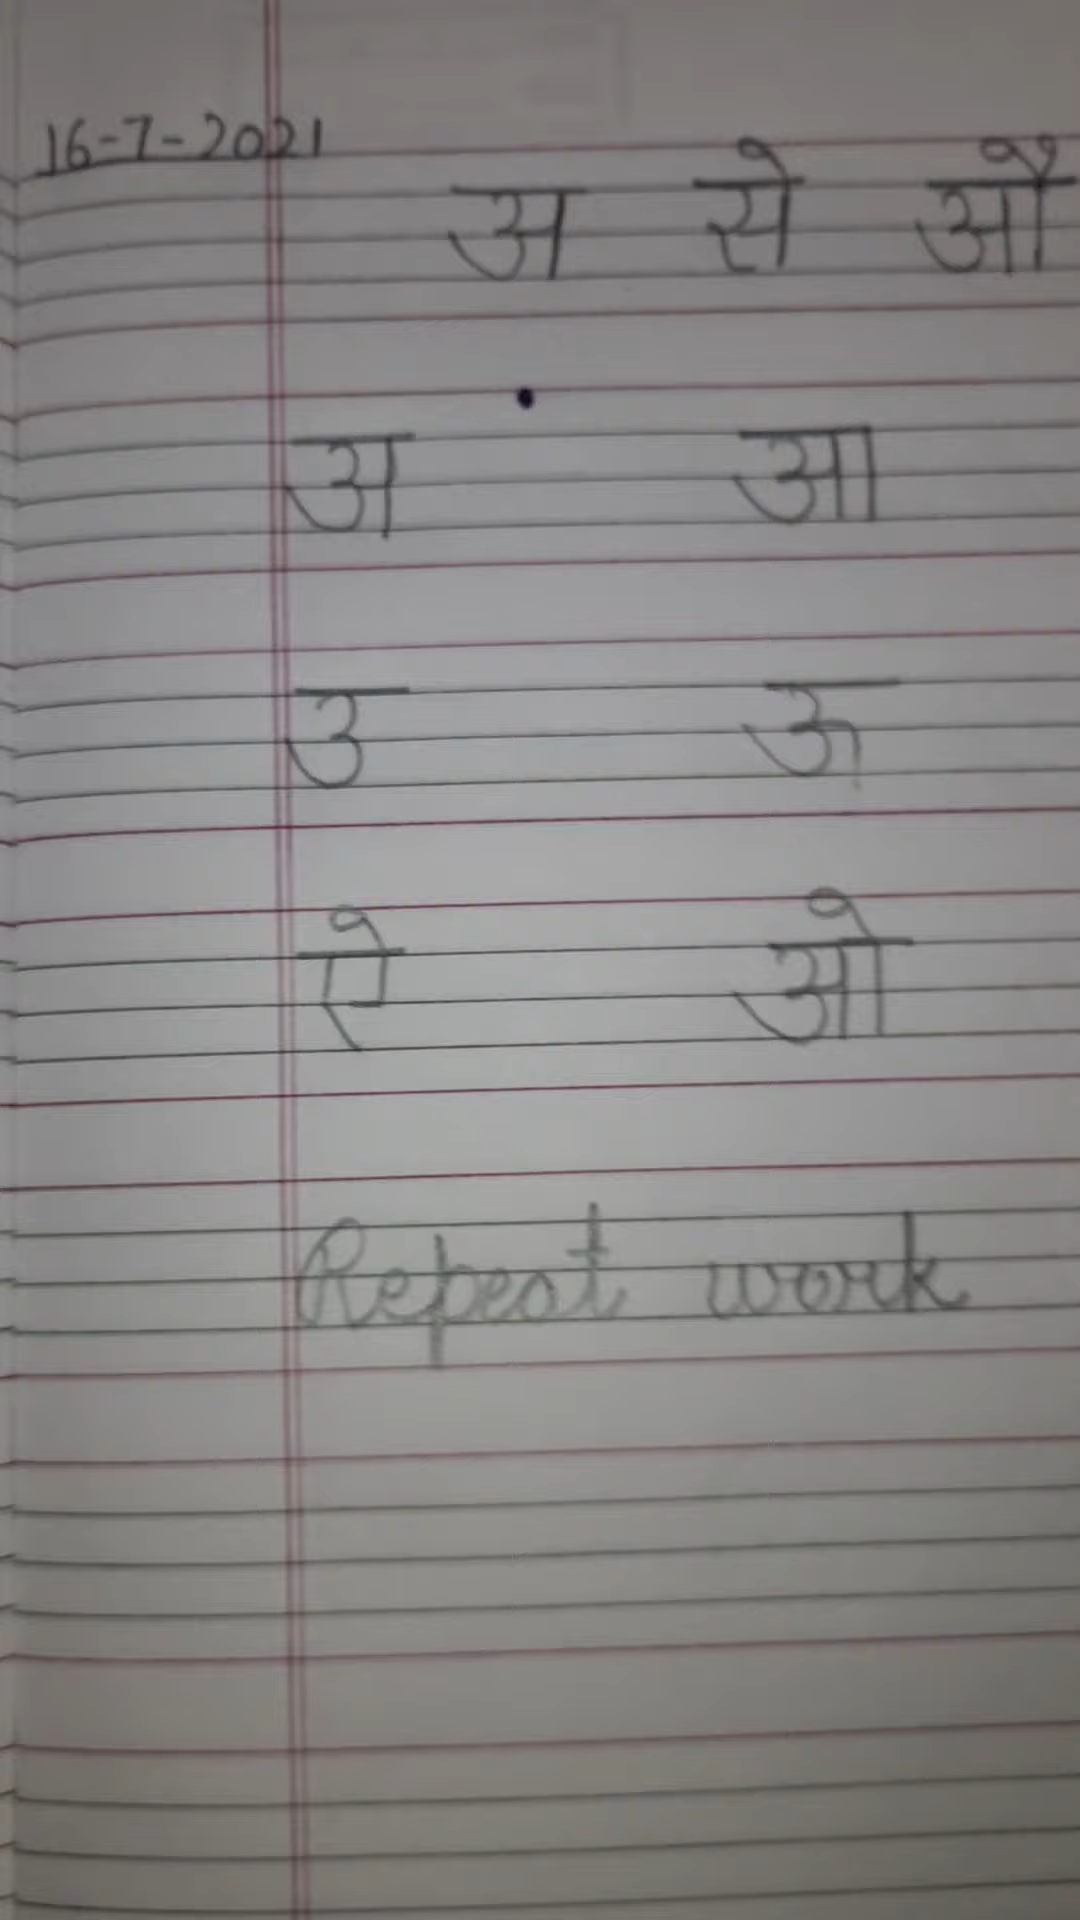 16-7-2021
अ से औ
अ आ
उ ऊ
ऐ ओ
Repeat work